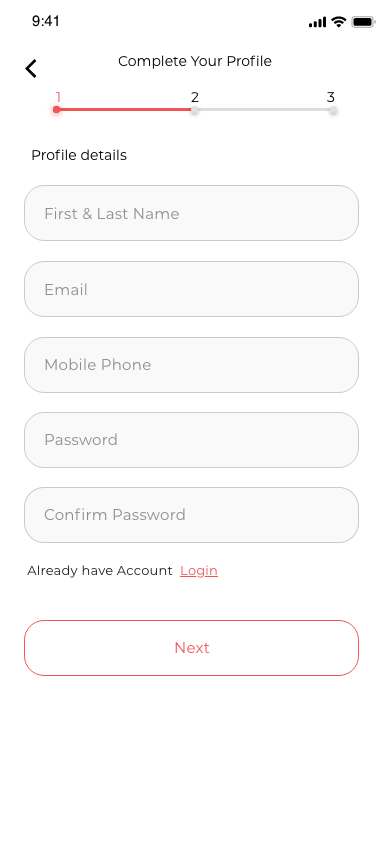 9:41
Complete Your Profile
1 2 3
Profile details
First & Last Name
Email
Mobile Phone
Password
Confirm Password
Already have Account Login
Next